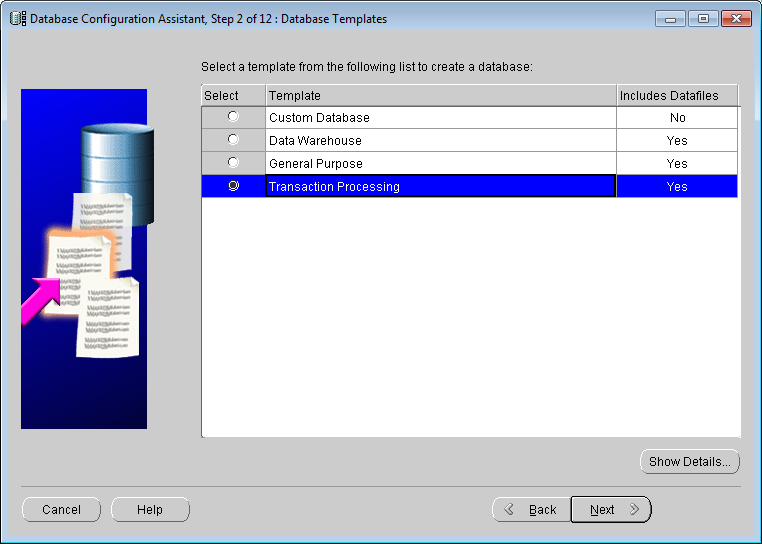 Database Configuration Assistant, Step 2 of 12 : Database Templates
Select a template from the following list to create a database:
Select Template Includes Datafiles
Custom Database No
Data Warehouse Yes
General Purpose Yes
Transaction Processing Yes
Show Details...
Cancel Help Back Next